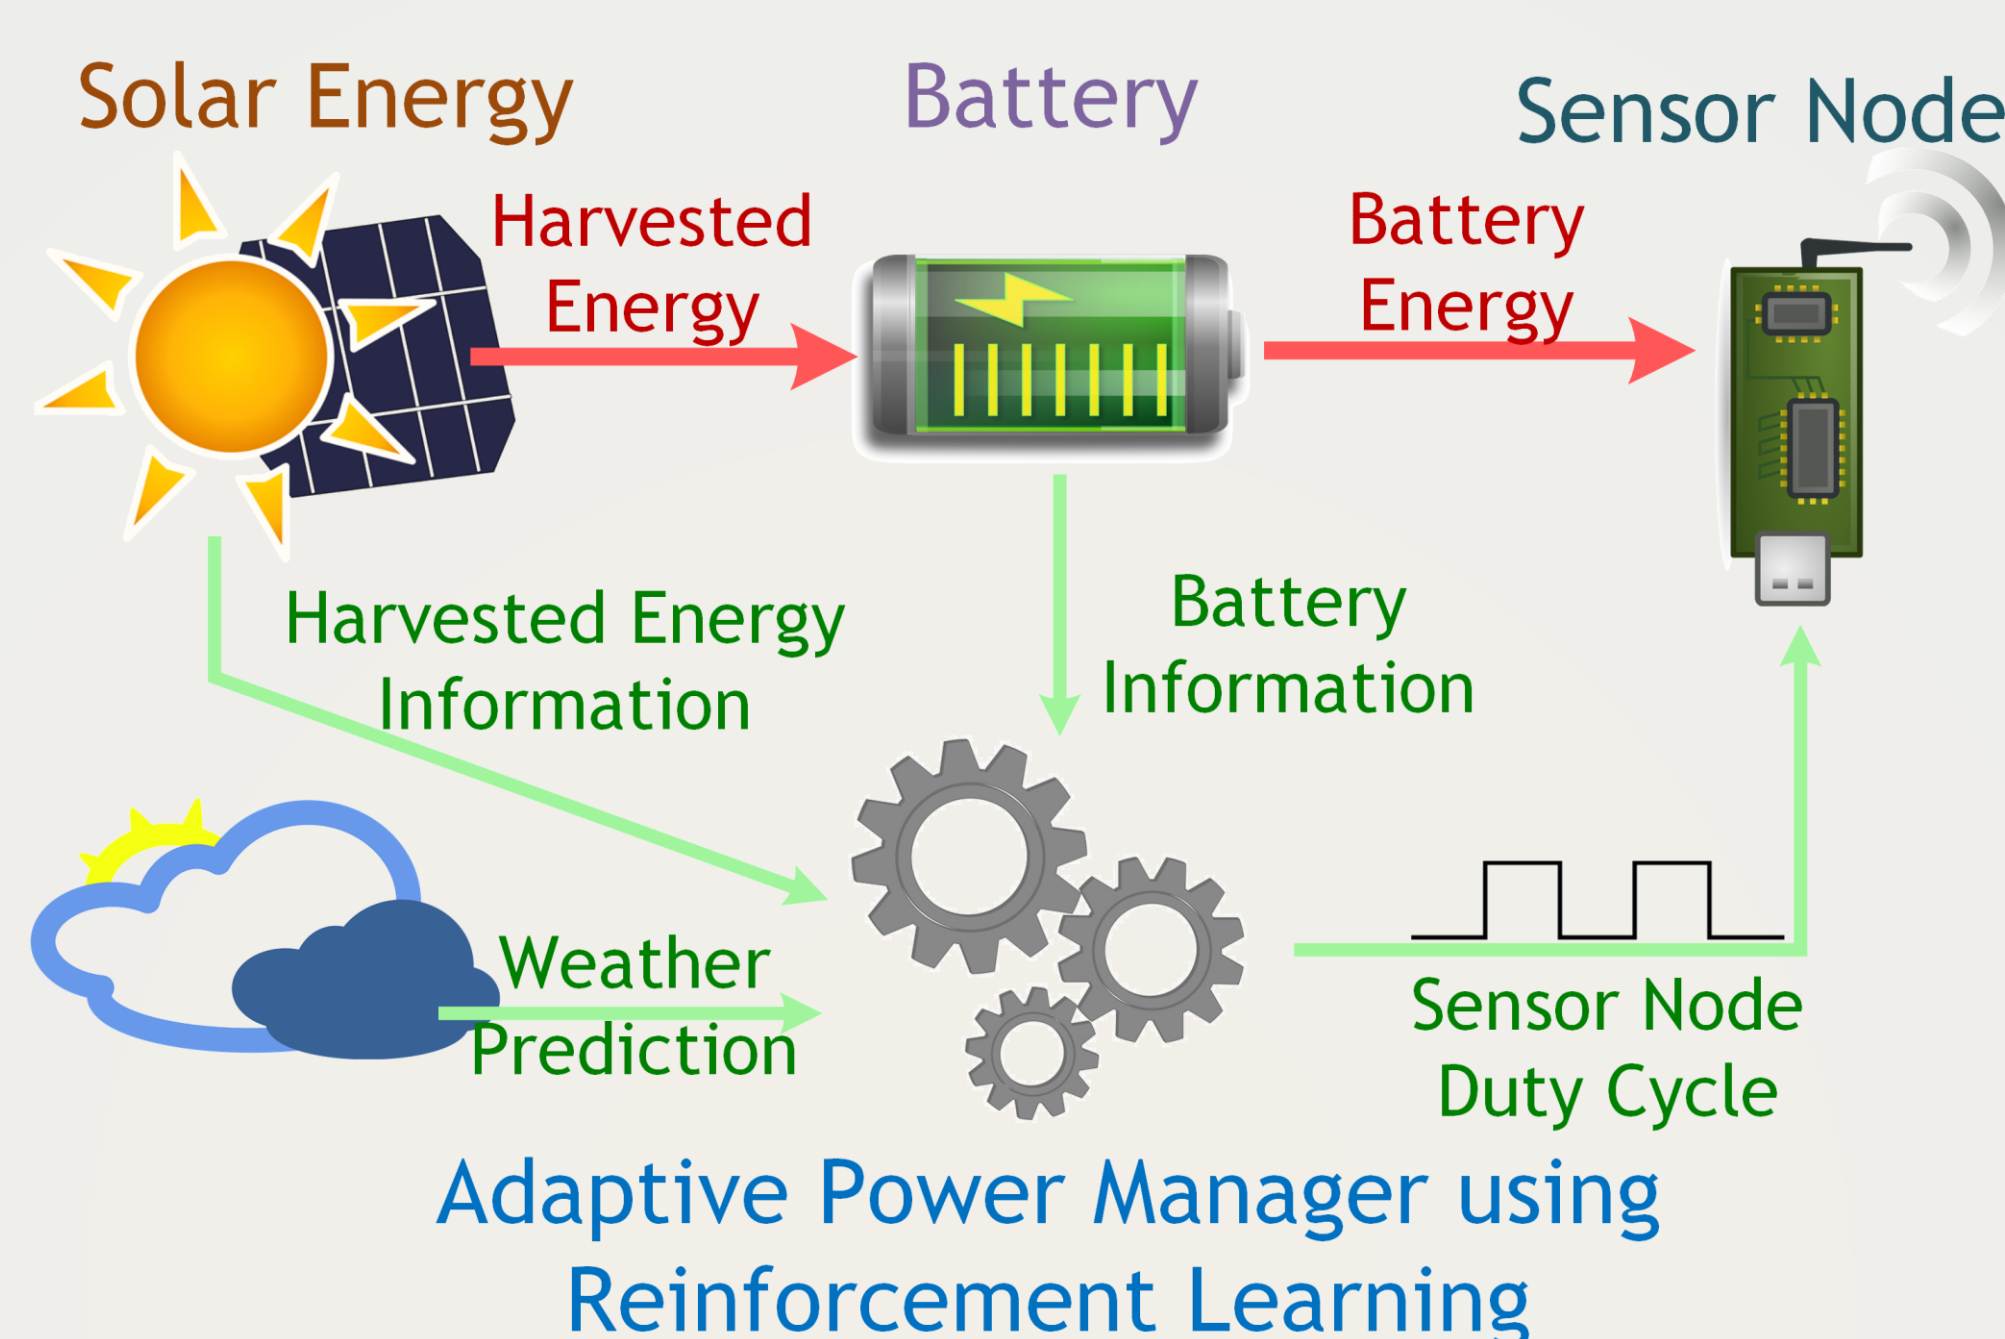 Solar Energy
Battery
Sensor Node
Harvested
Energy
Battery
Energy
Harvested Energy
Information
Battery
Information
Weather
Prediction
Sensor Node
Duty Cycle
Adaptive Power Manager using
Reinforcement Learning